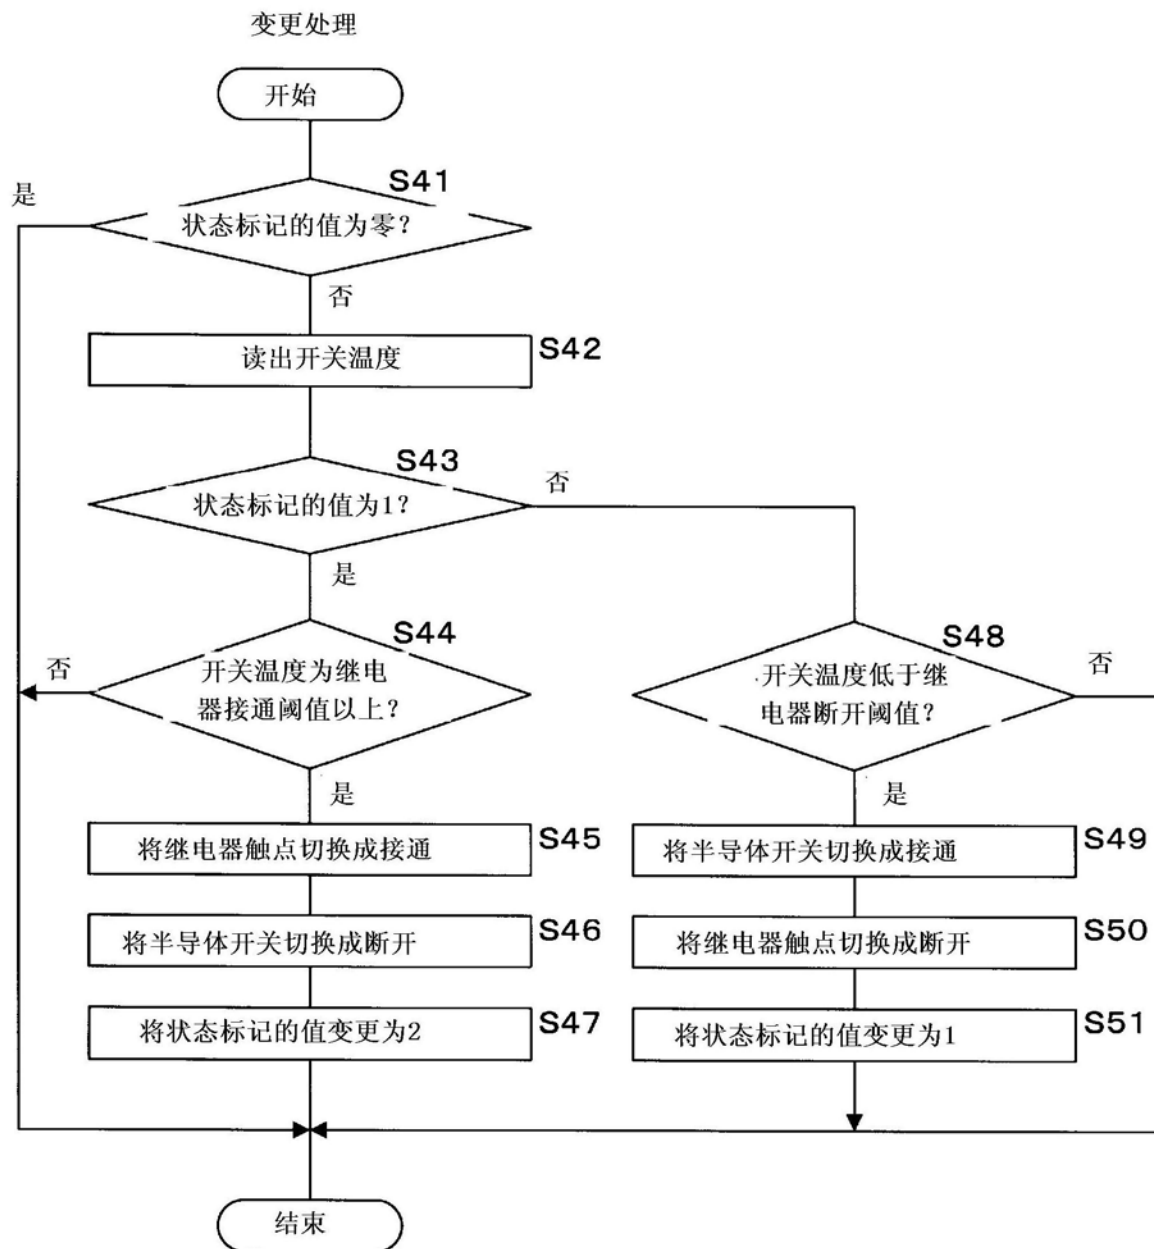 变更处理
开始
S41
是
状态标记的值为零？
否
S42
读出开关温度
S43
否
状态标记的值为1？
是
S44
S48
否
开关温度为继电
器接通阈值以上？
开关温度低于继
电器断开阈值？
否
是
是
将继电器触点切换成接通
S45
将半导体开关切换成接通
S49
将半导体开关切换成断开
S46
将继电器触点切换成断开
S50
将状态标记的值变更为2
S47
将状态标记的值变更为1
S51
结束